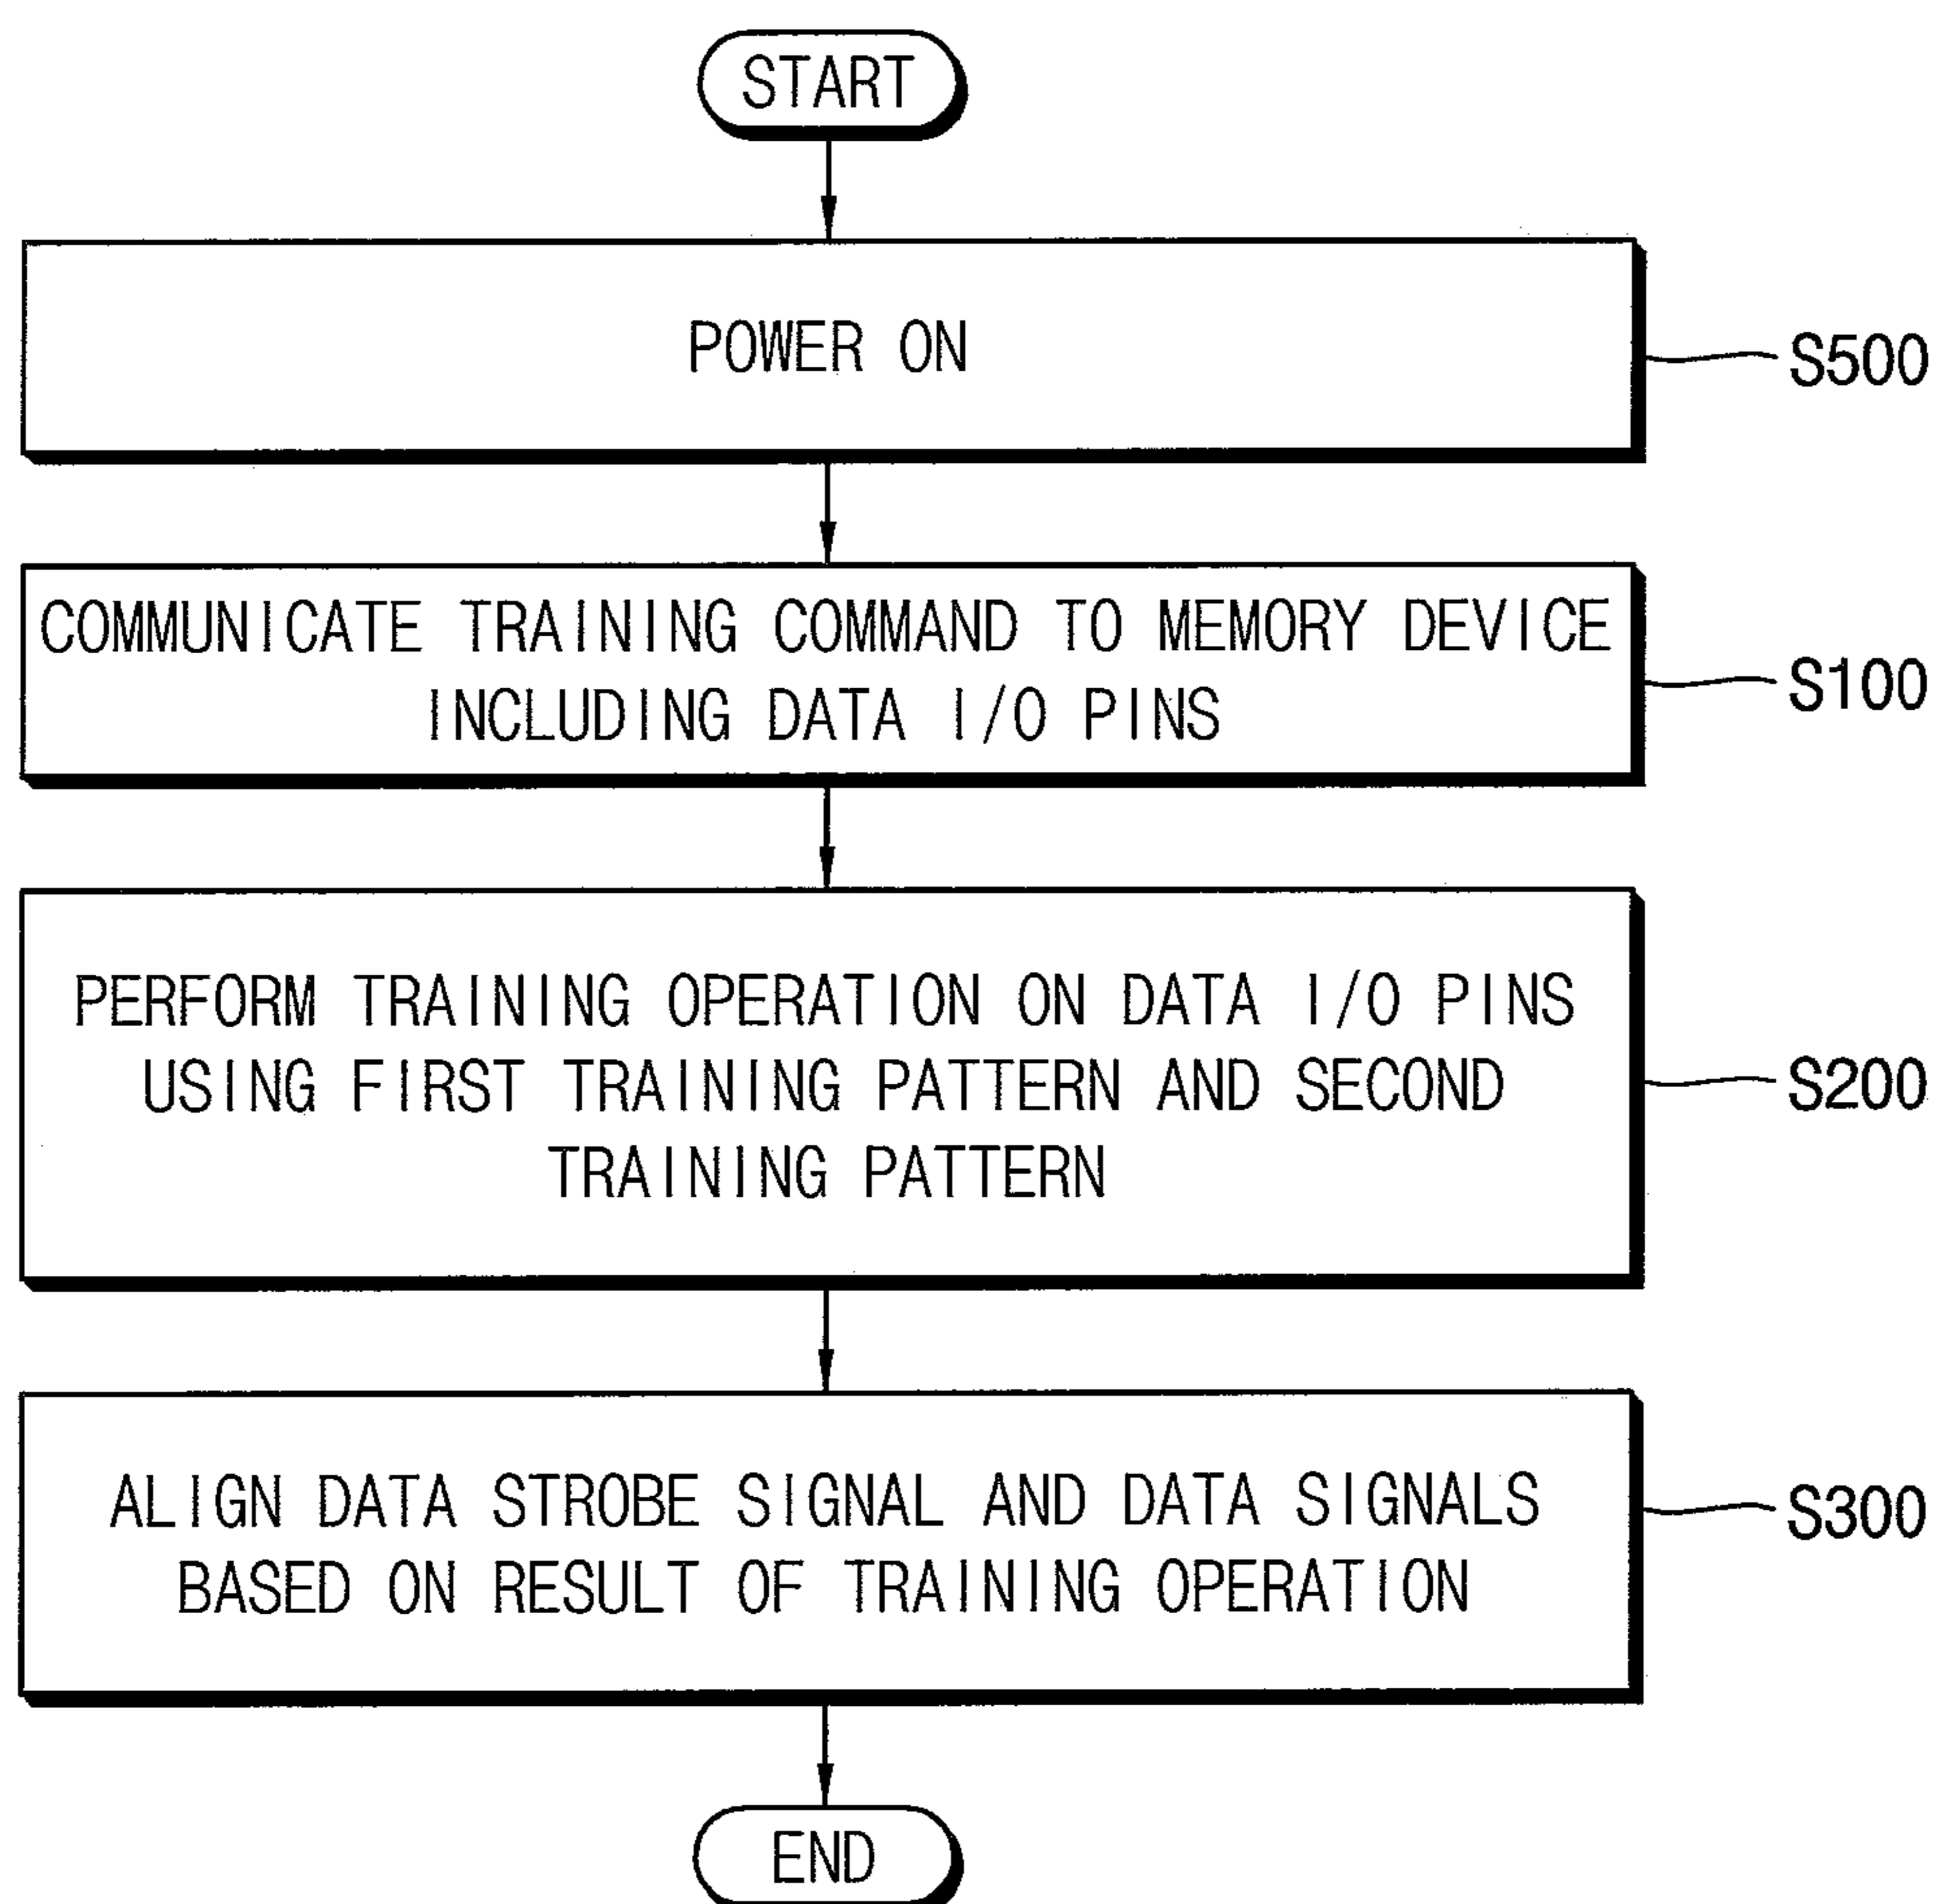 START
POWER ON
S500
COMMUNICATE TRAINING COMMAND TO MEMORY DEVICE
INCLUDING DATA I/O PINS
S100
PERFORM TRAINING OPERATION ON DATA I/O PINS
USING FIRST TRAINING PATTERN AND SECOND
TRAINING PATTERN
S200
ALIGN DATA STROBE SIGNAL AND DATA SIGNALS
BASED ON RESULT OF TRAINING OPERATION
S300
END